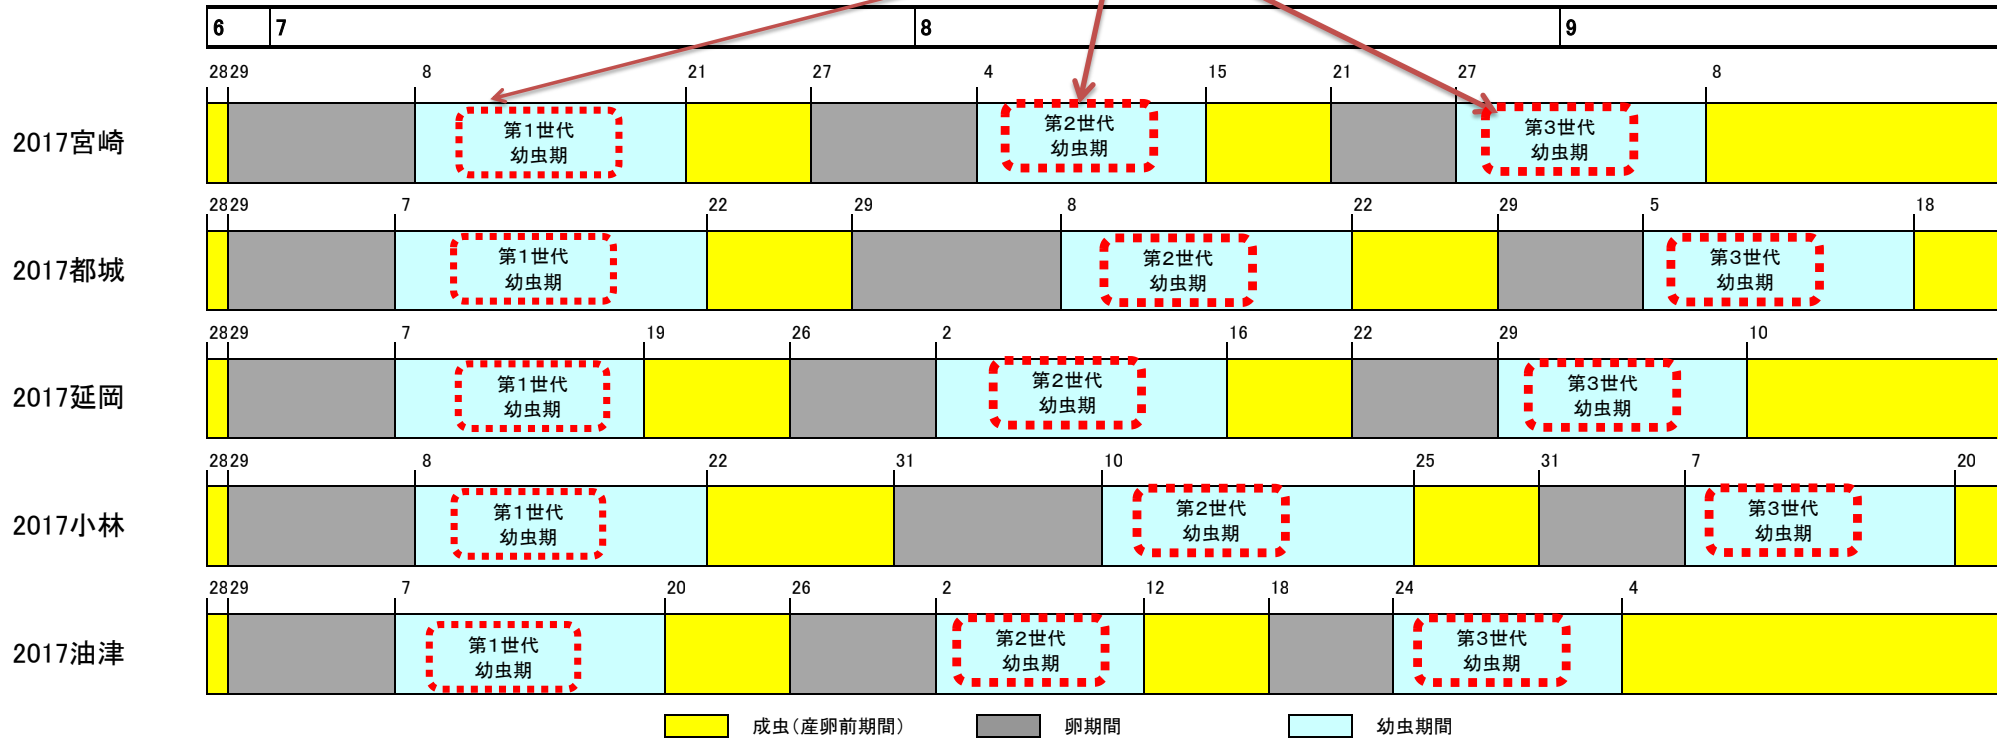 6 7 8 9
2829 8 21 27 4 15 21 27 8
2017宮崎
第1世代
幼虫期
第2世代
幼虫期
第3世代
幼虫期
2829 7 22 29 8 22 29 5 18
2017都城
第1世代
幼虫期
第2世代
幼虫期
第3世代
幼虫期
2829 7 19 26 2 16 22 29 10
2017延岡
第1世代
幼虫期
第2世代
幼虫期
第3世代
幼虫期
2829 8 22 31 10 25 31 7 20
2017小林
第1世代
幼虫期
第2世代
幼虫期
第3世代
幼虫期
2829 7 20 26 2 12 18 24 4
2017油津
第1世代
幼虫期
第2世代
幼虫期
第3世代
幼虫期
成虫(産卵前期間) 卵期間 幼虫期間